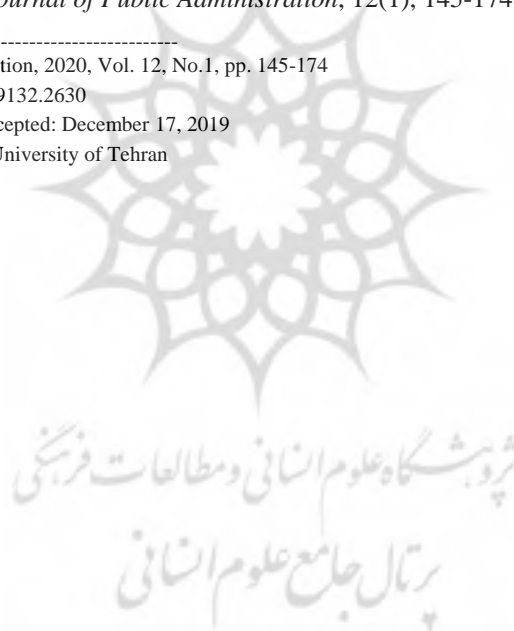 Journal of Public Administration, 12(1), 145-174
-------------------------
tion, 2020, Vol. 12, No.1, pp. 145-174
9132.2630
cepted: December 17, 2019
University of Tehran
پژوهشگاه علوم انسانی و مطالعات فرهنگی
پرتال جامع علوم انسانی